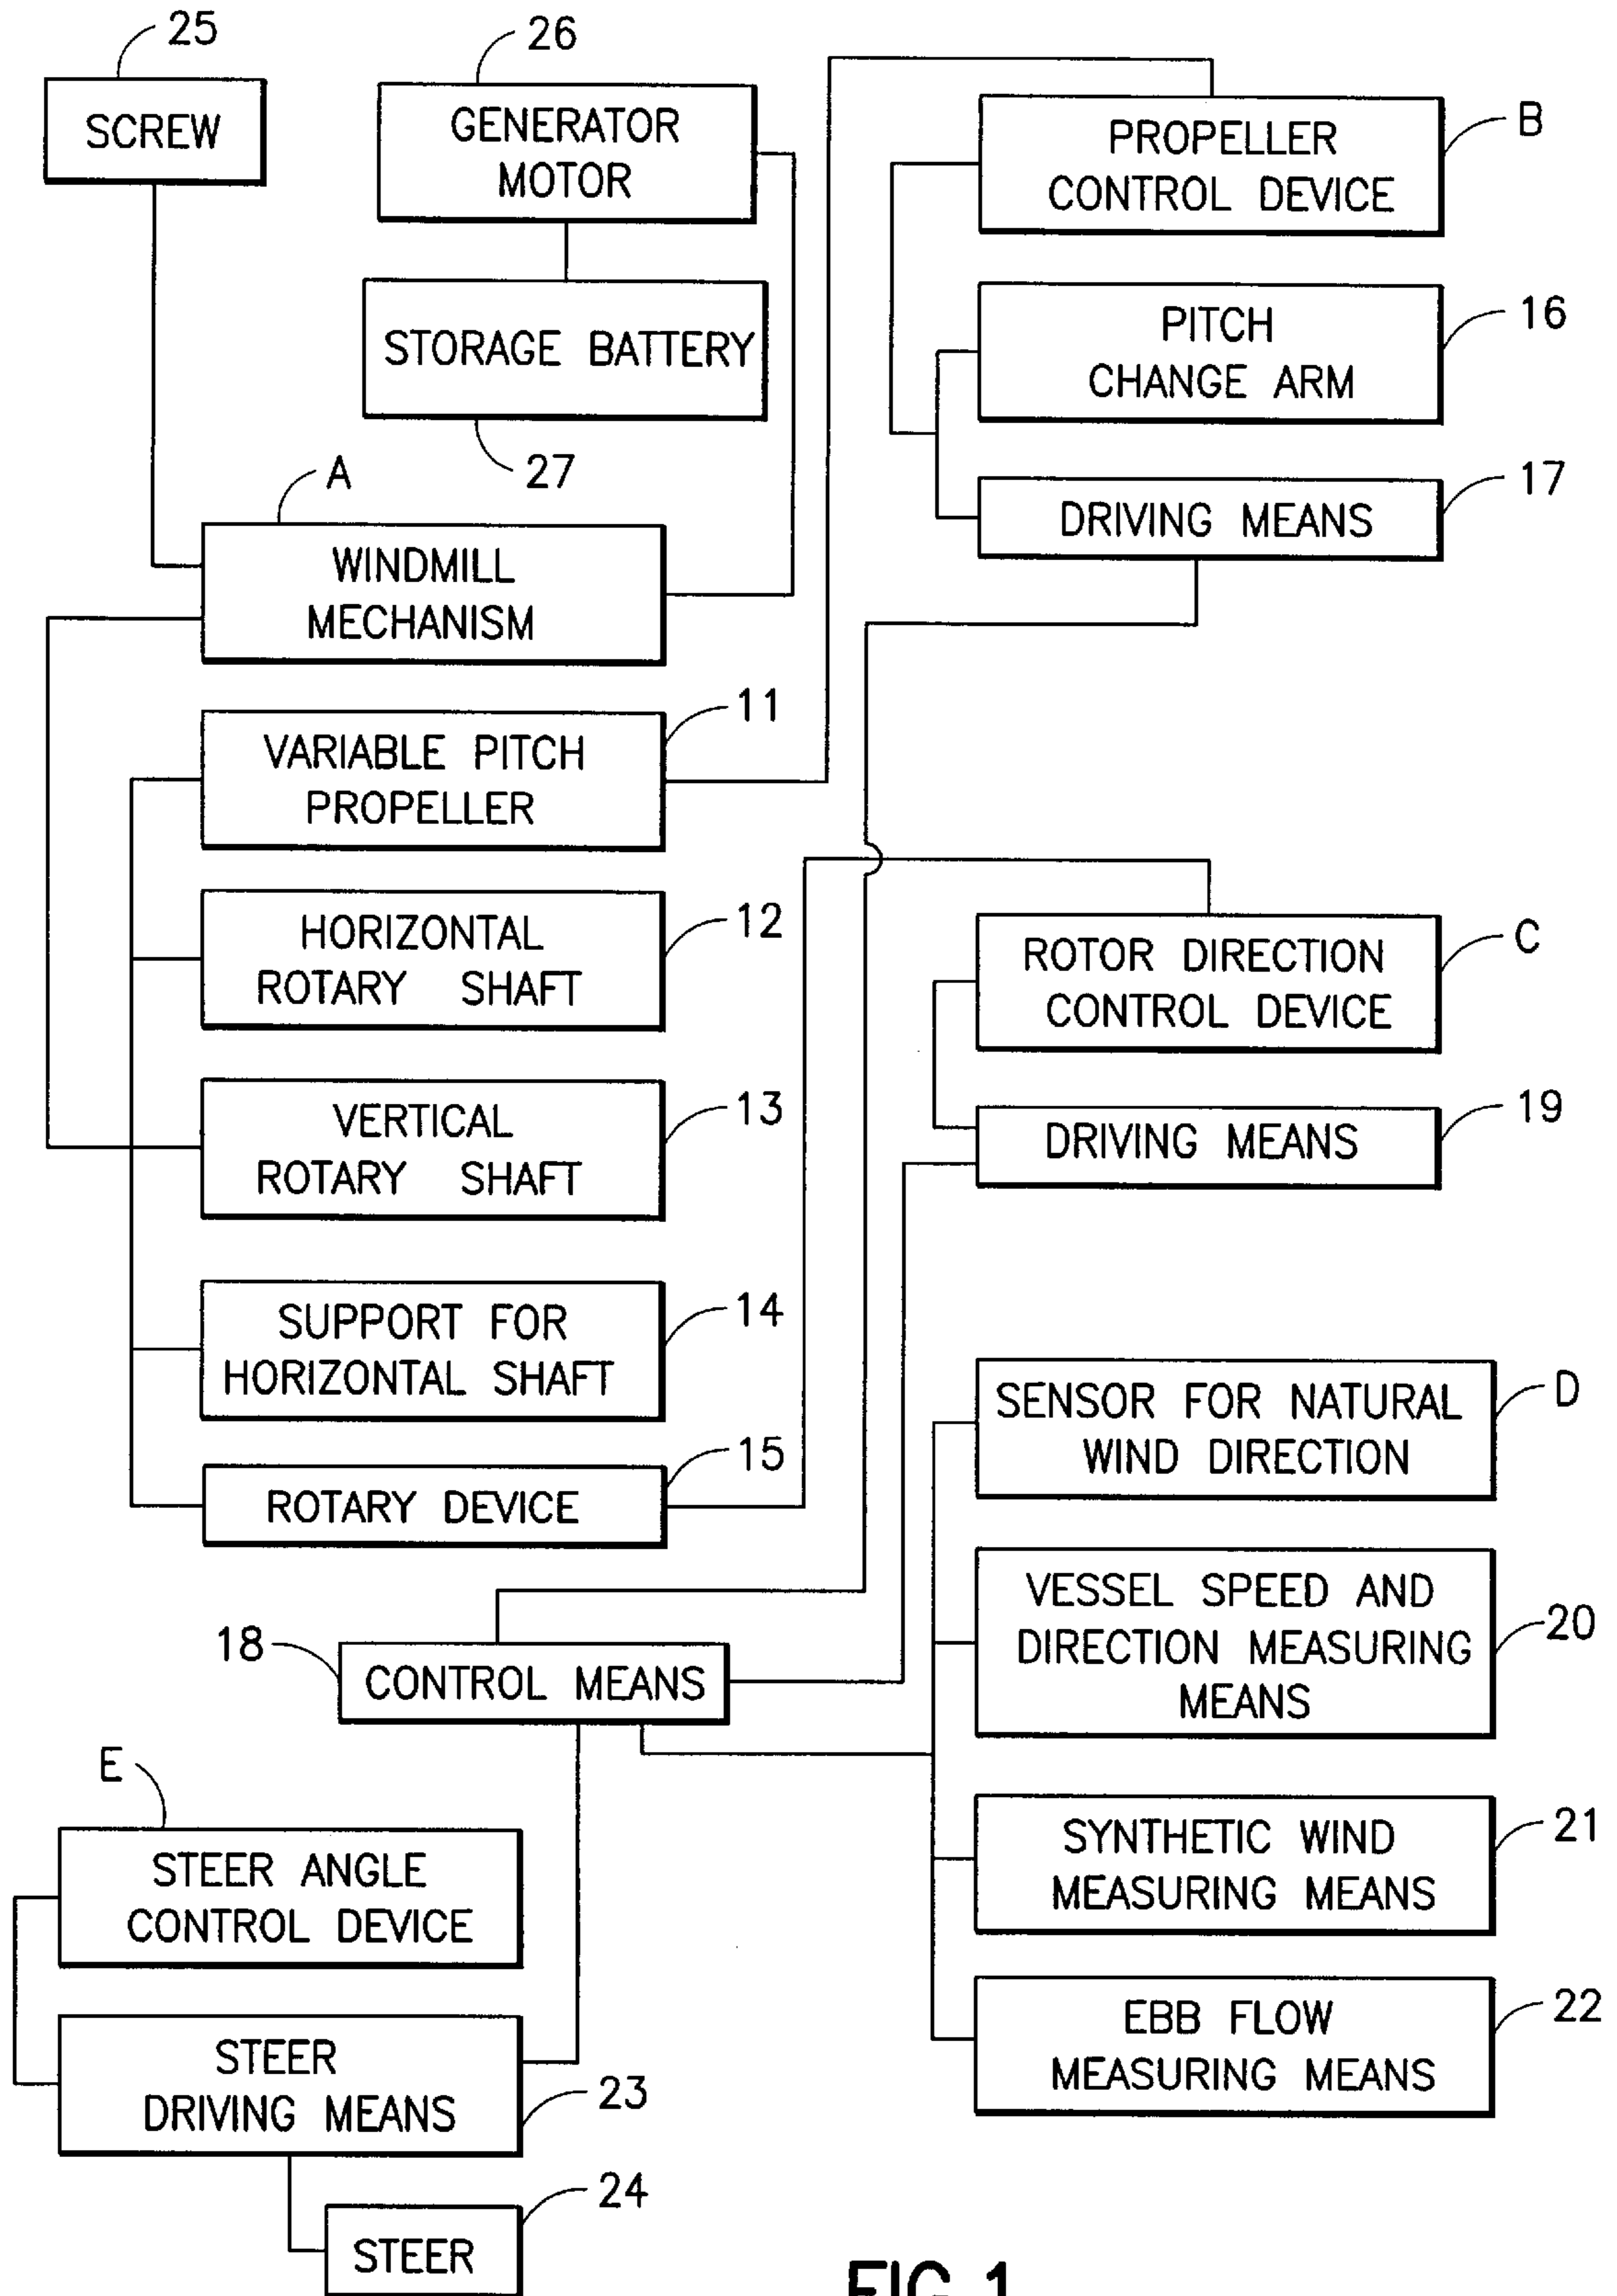 25
SCREW
26
GENERATOR
MOTOR
STORAGE BATTERY
27
A
WINDMILL
MECHANISM
11
VARIABLE PITCH
PROPELLER
12
HORIZONTAL
ROTARY SHAFT
13
VERTICAL
ROTARY SHAFT
14
SUPPORT FOR
HORIZONTAL SHAFT
15
ROTARY DEVICE
B
PROPELLER
CONTROL DEVICE
16
PITCH
CHANGE ARM
17
DRIVING MEANS
C
ROTOR DIRECTION
CONTROL DEVICE
19
DRIVING MEANS
D
SENSOR FOR NATURAL
WIND DIRECTION
20
VESSEL SPEED AND
DIRECTION MEASURING
MEANS
21
SYNTHETIC WIND
MEASURING MEANS
22
EBB FLOW
MEASURING MEANS
18
CONTROL MEANS
E
STEER ANGLE
CONTROL DEVICE
STEER
DRIVING MEANS
23
24
STEER
FIG. 1